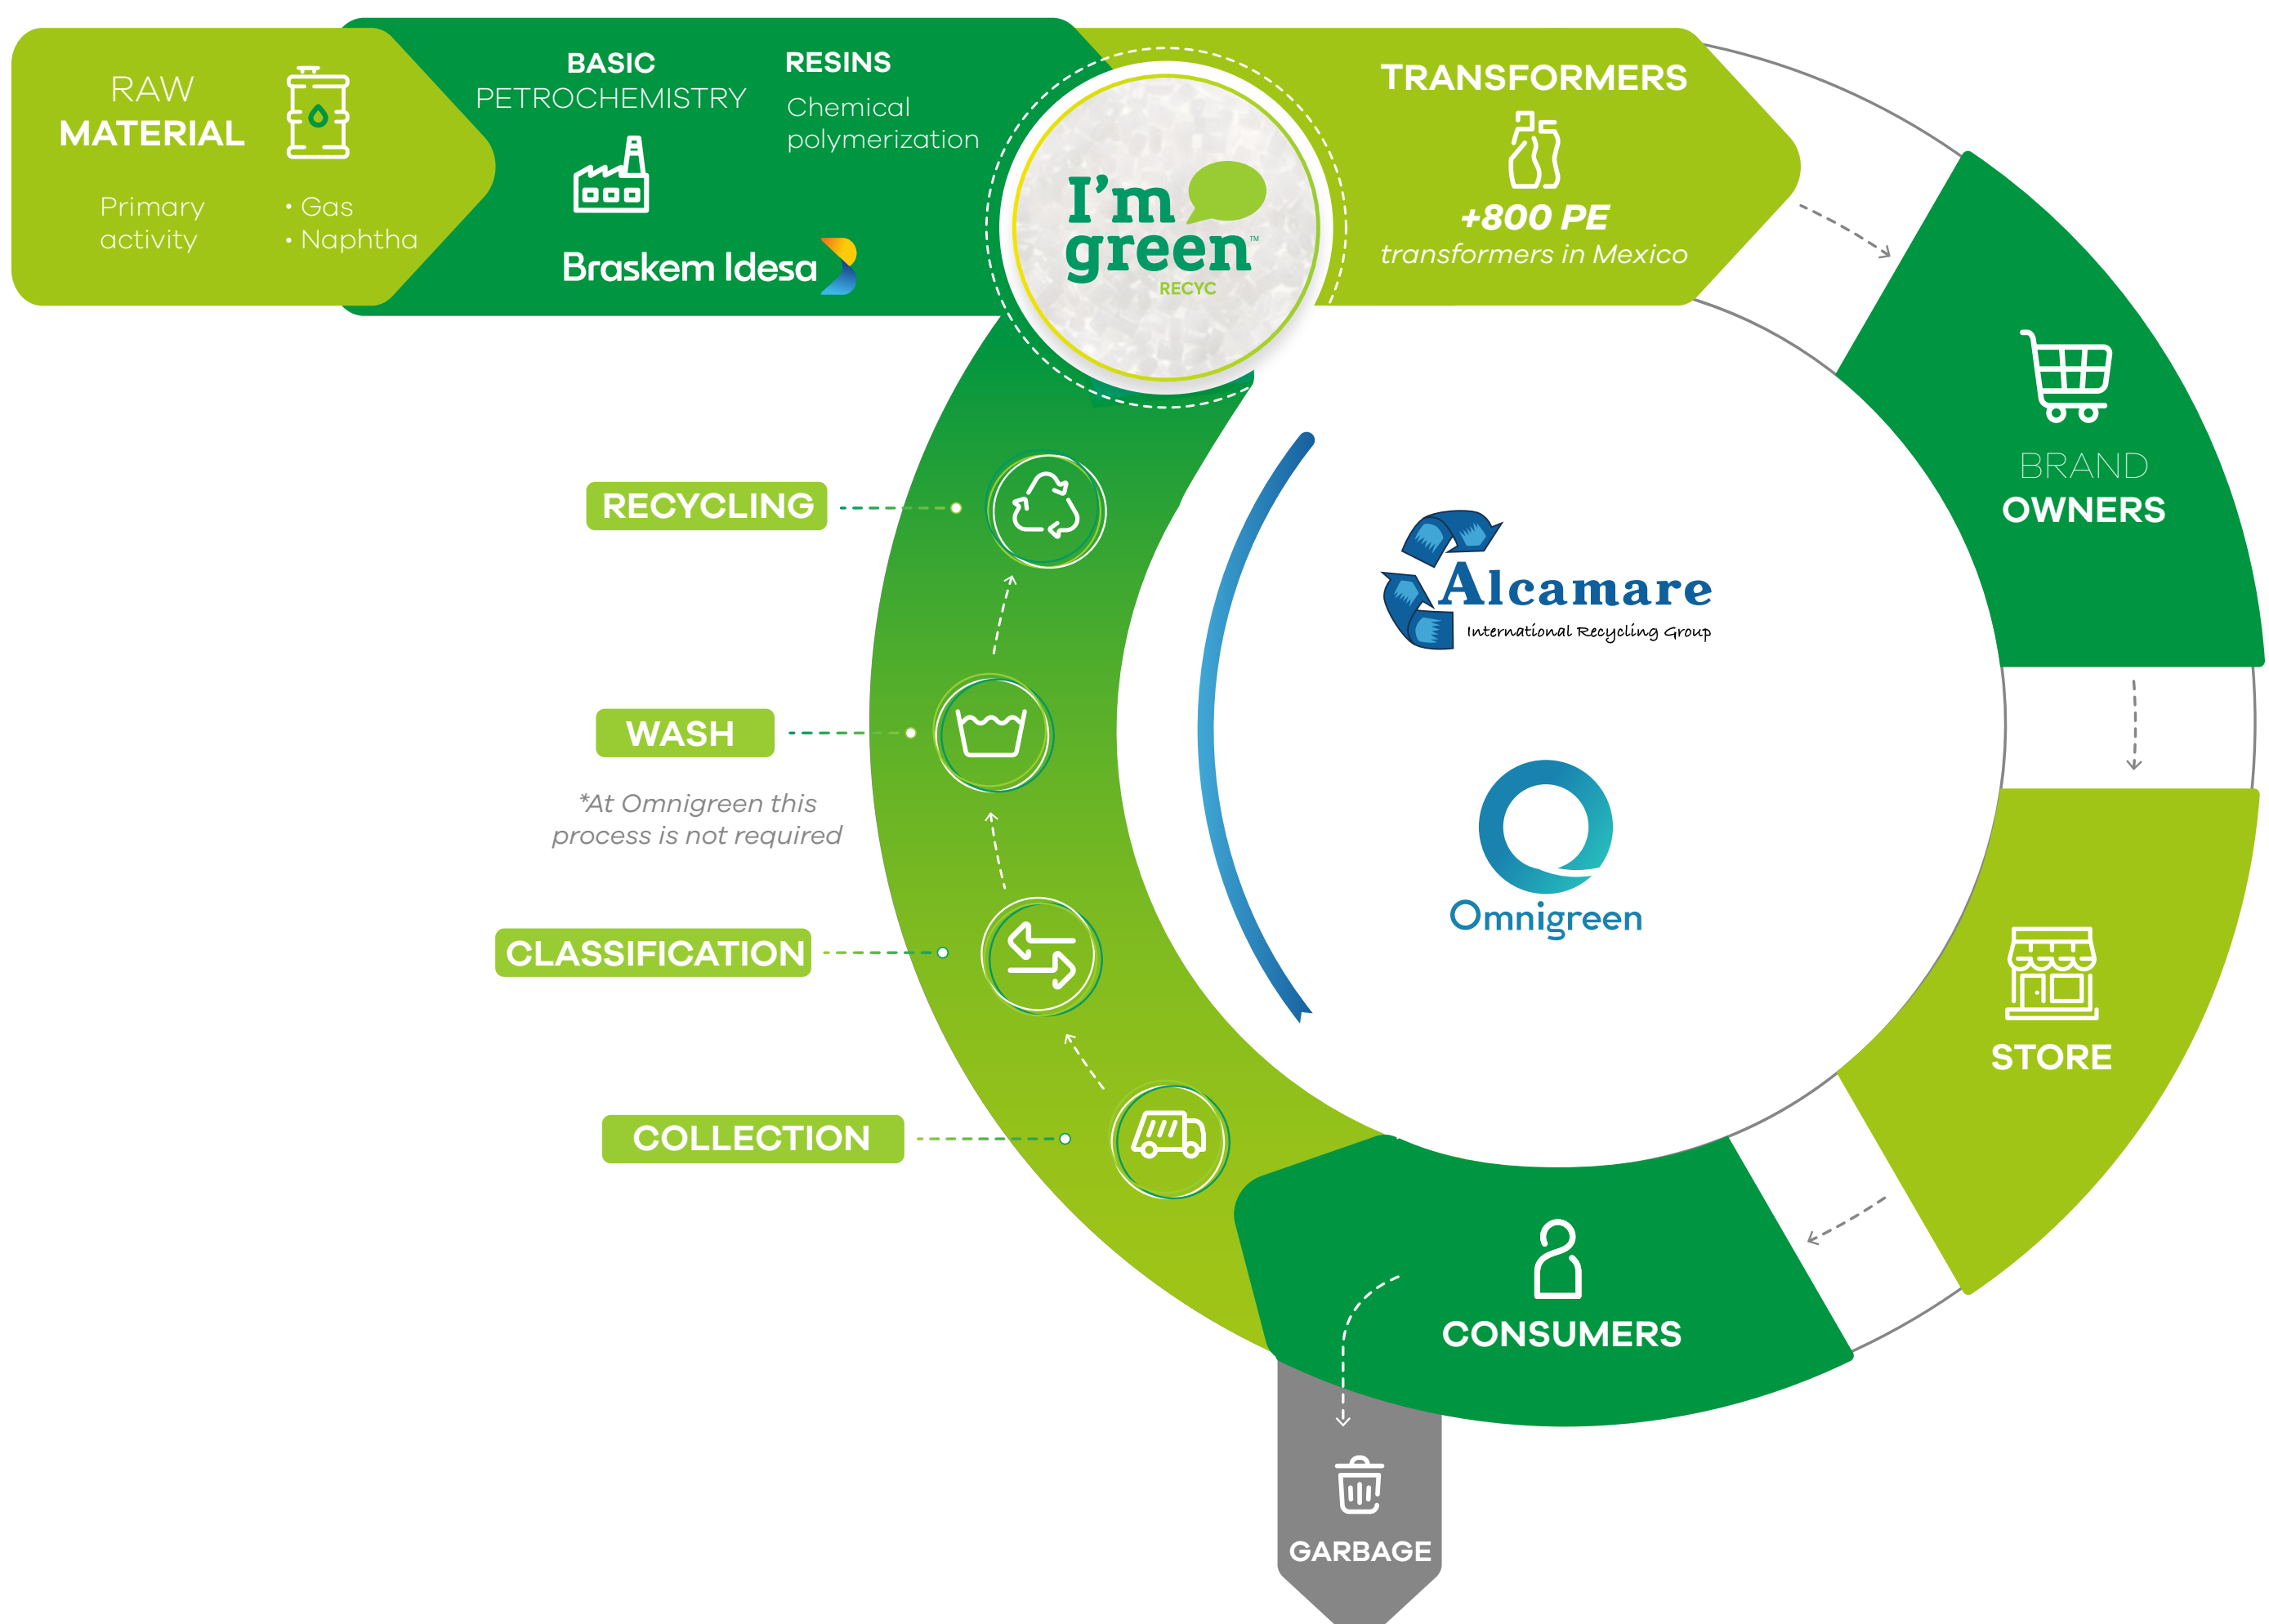 RAW
MATERIAL
Primary
activity
• Gas
• Naphtha
BASIC
PETROCHEMISTRY
RESINS
Chemical
polymerization
Braskem Idesa
I'm
green™
RECYC
TRANSFORMERS
+800 PE
transformers in Mexico
BRAND
OWNERS
STORE
CONSUMERS
GARBAGE
COLLECTION
CLASSIFICATION
WASH
*At Omnigreen this
process is not required
RECYCLING
Alcamare
International Recycling Group
Omnigreen